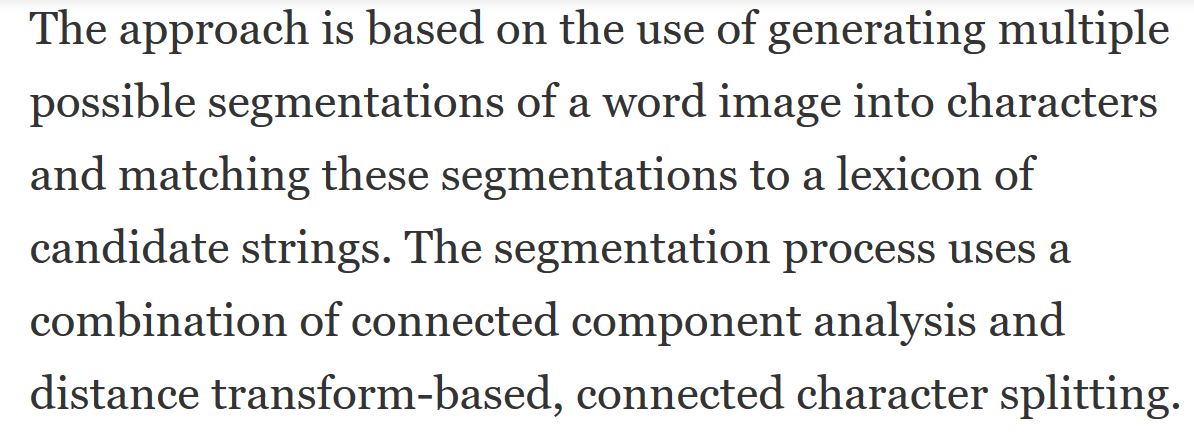 The approach is based on the use of generating multiple
possible segmentations of a word image into characters
and matching these segmentations to a lexicon of
candidate strings. The segmentation process uses a
combination of connected component analysis and
distance transform-based, connected character splitting.